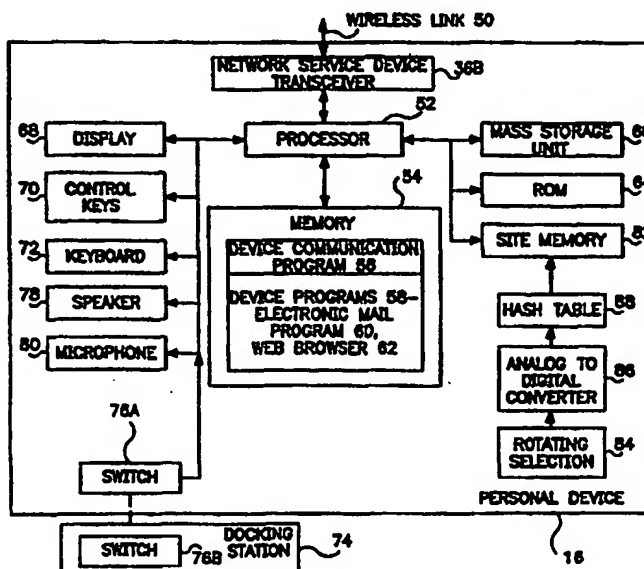 WIRELESS LINK 50
NETWORK SERVICE DEVICE
TRANSCEIVER
36B
52
PROCESSOR
68
DISPLAY
MASS STORAGE
UNIT
70
CONTROL
KEYS
54
ROM
MEMORY
72
KEYBOARD
DEVICE COMMUNICATION
PROGRAM 56
SITE MEMORY
78
SPEAKER
DEVICE PROGRAMS 58-
ELECTRONIC MAIL
PROGRAM 60,
WEB BROWSER 62
HASH TABLE
88
80
MICROPHONE
ANALOG TO
DIGITAL
CONVERTER
86
76A
SWITCH
ROTATING
SELECTION
84
PERSONAL DEVICE
16
DOCKING
STATION
74
SWITCH
76B